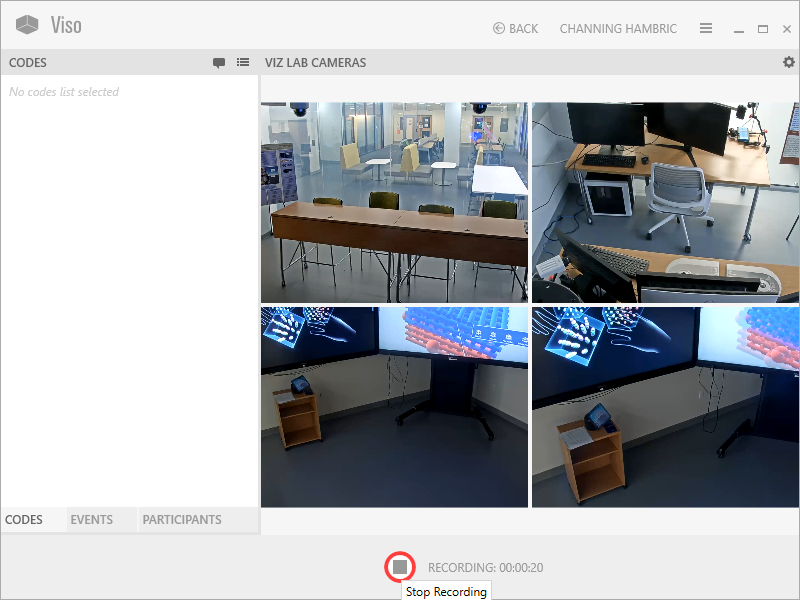 Viso
BACK
CHANNING HAMBRIC
CODES
VIZ LAB CAMERAS
No codes list selected
CODES
EVENTS
PARTICIPANTS
RECORDING: 00:00:20
Stop Recording